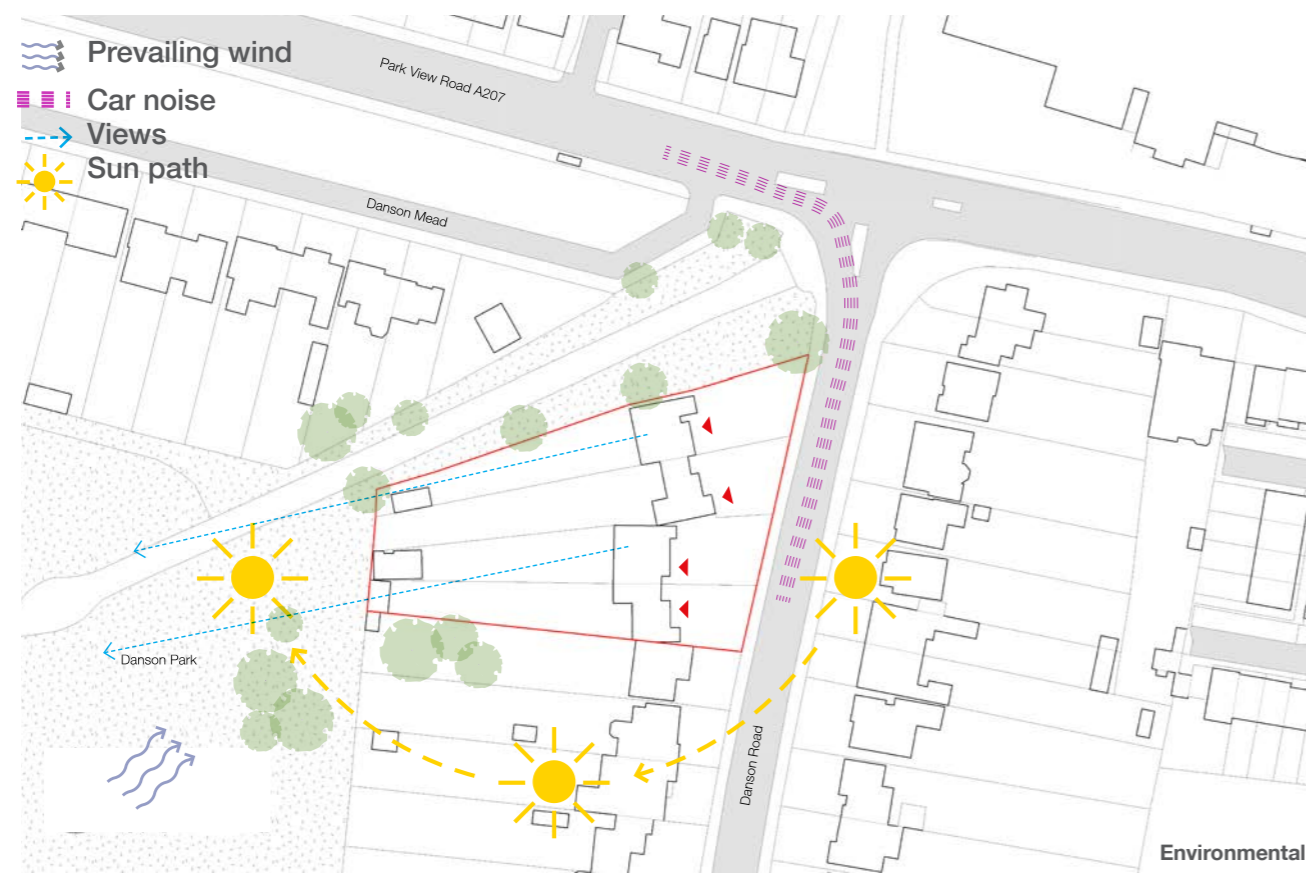 Prevailing wind
Park View Road A207
Car noise
Views
Sun path
Danson Mead
Danson Park
Danson Road
Environmental